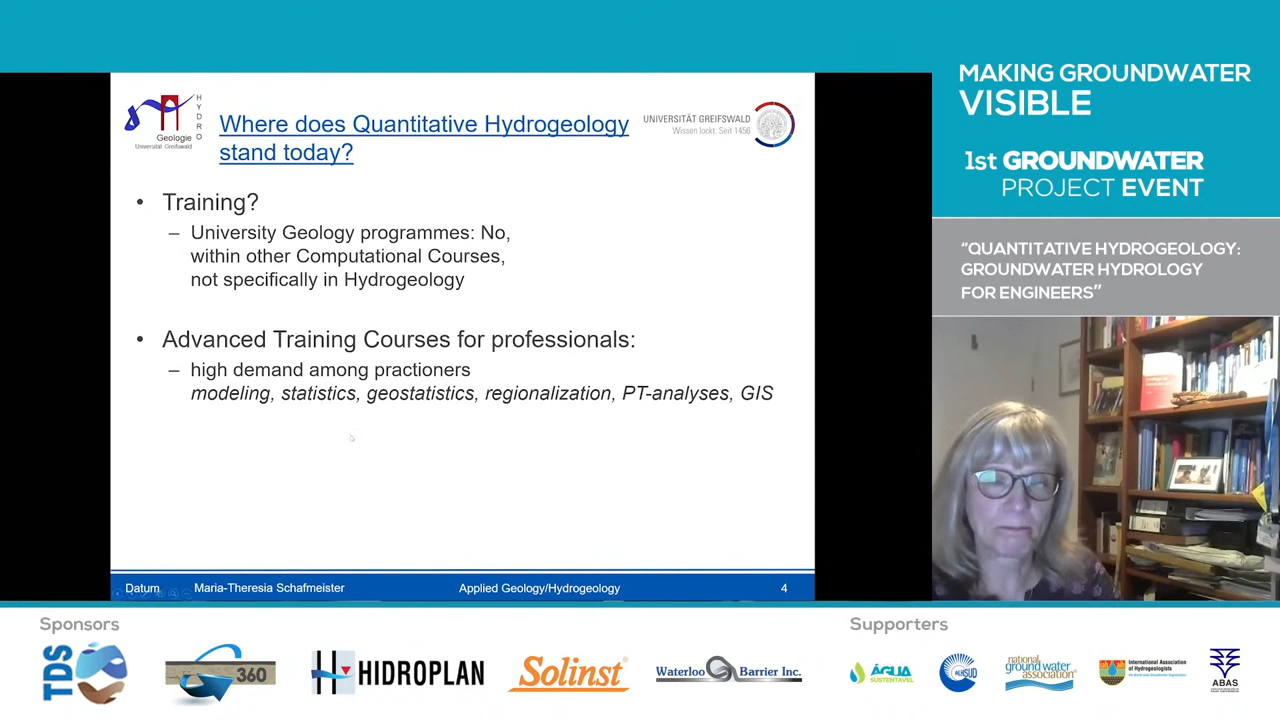 MAKING GROUNDWATER
VISIBLE
1st GROUNDWATER
PROJECT EVENT
"QUANTITATIVE HYDROGEOLOGY:
GROUNDWATER HYDROLOGY
FOR ENGINEERS"
HYDRO
Geologie
Universität Greifswald
Where does Quantitative Hydrogeology
stand today?
UNIVERSITÄT GREIFSWALD
Wissen lockt. Seit 1456
• Training?
– University Geology programmes: No,
within other Computational Courses,
not specifically in Hydrogeology
• Advanced Training Courses for professionals:
– high demand among practioners
modeling, statistics, geostatistics, regionalization, PT-analyses, GIS
Datum Maria-Theresia Schafmeister Applied Geology/Hydrogeology 4
Sponsors
TDS
360
HIDROPLAN
Solinst
Waterloo Barrier Inc.
Supporters
ÁGUA
SUSTENTÁVEL
ALHSUD
national
ground water
association
International Association
of Hydrogeologists
ABAS